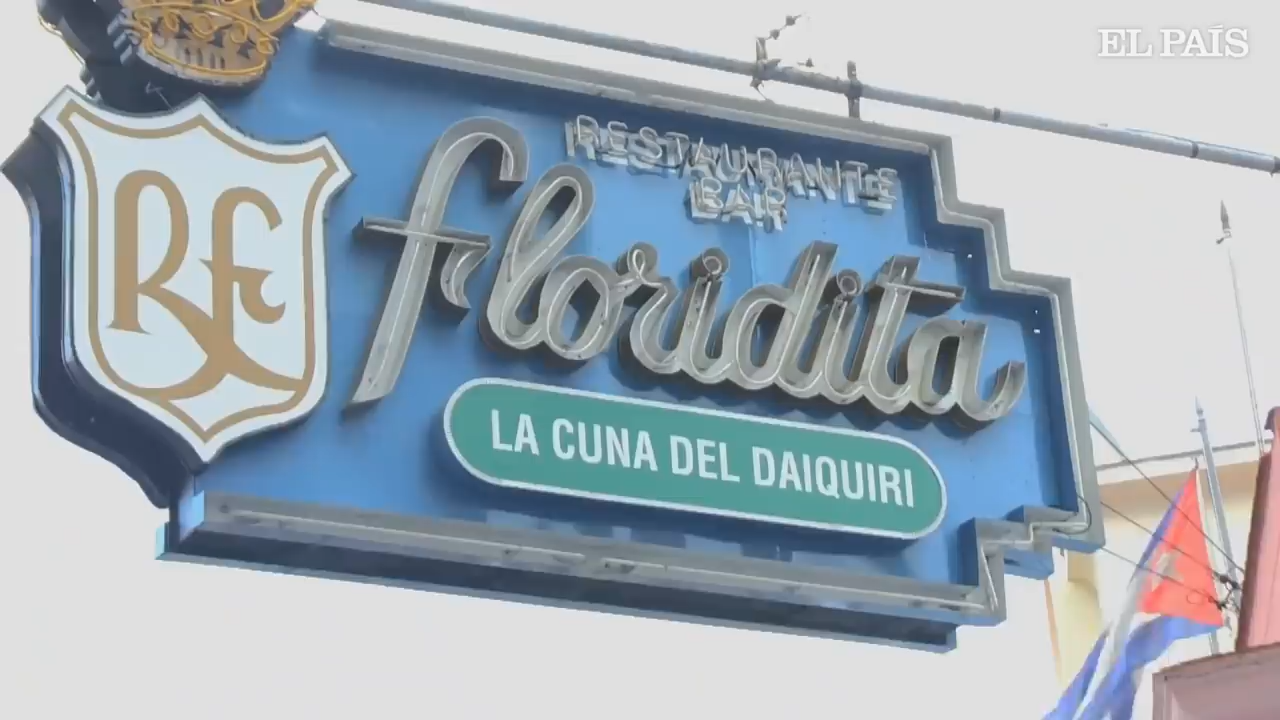 EL PAÍS
RF
RESTAURANTE
BAR
floridita
LA CUNA DEL DAIQUIRI